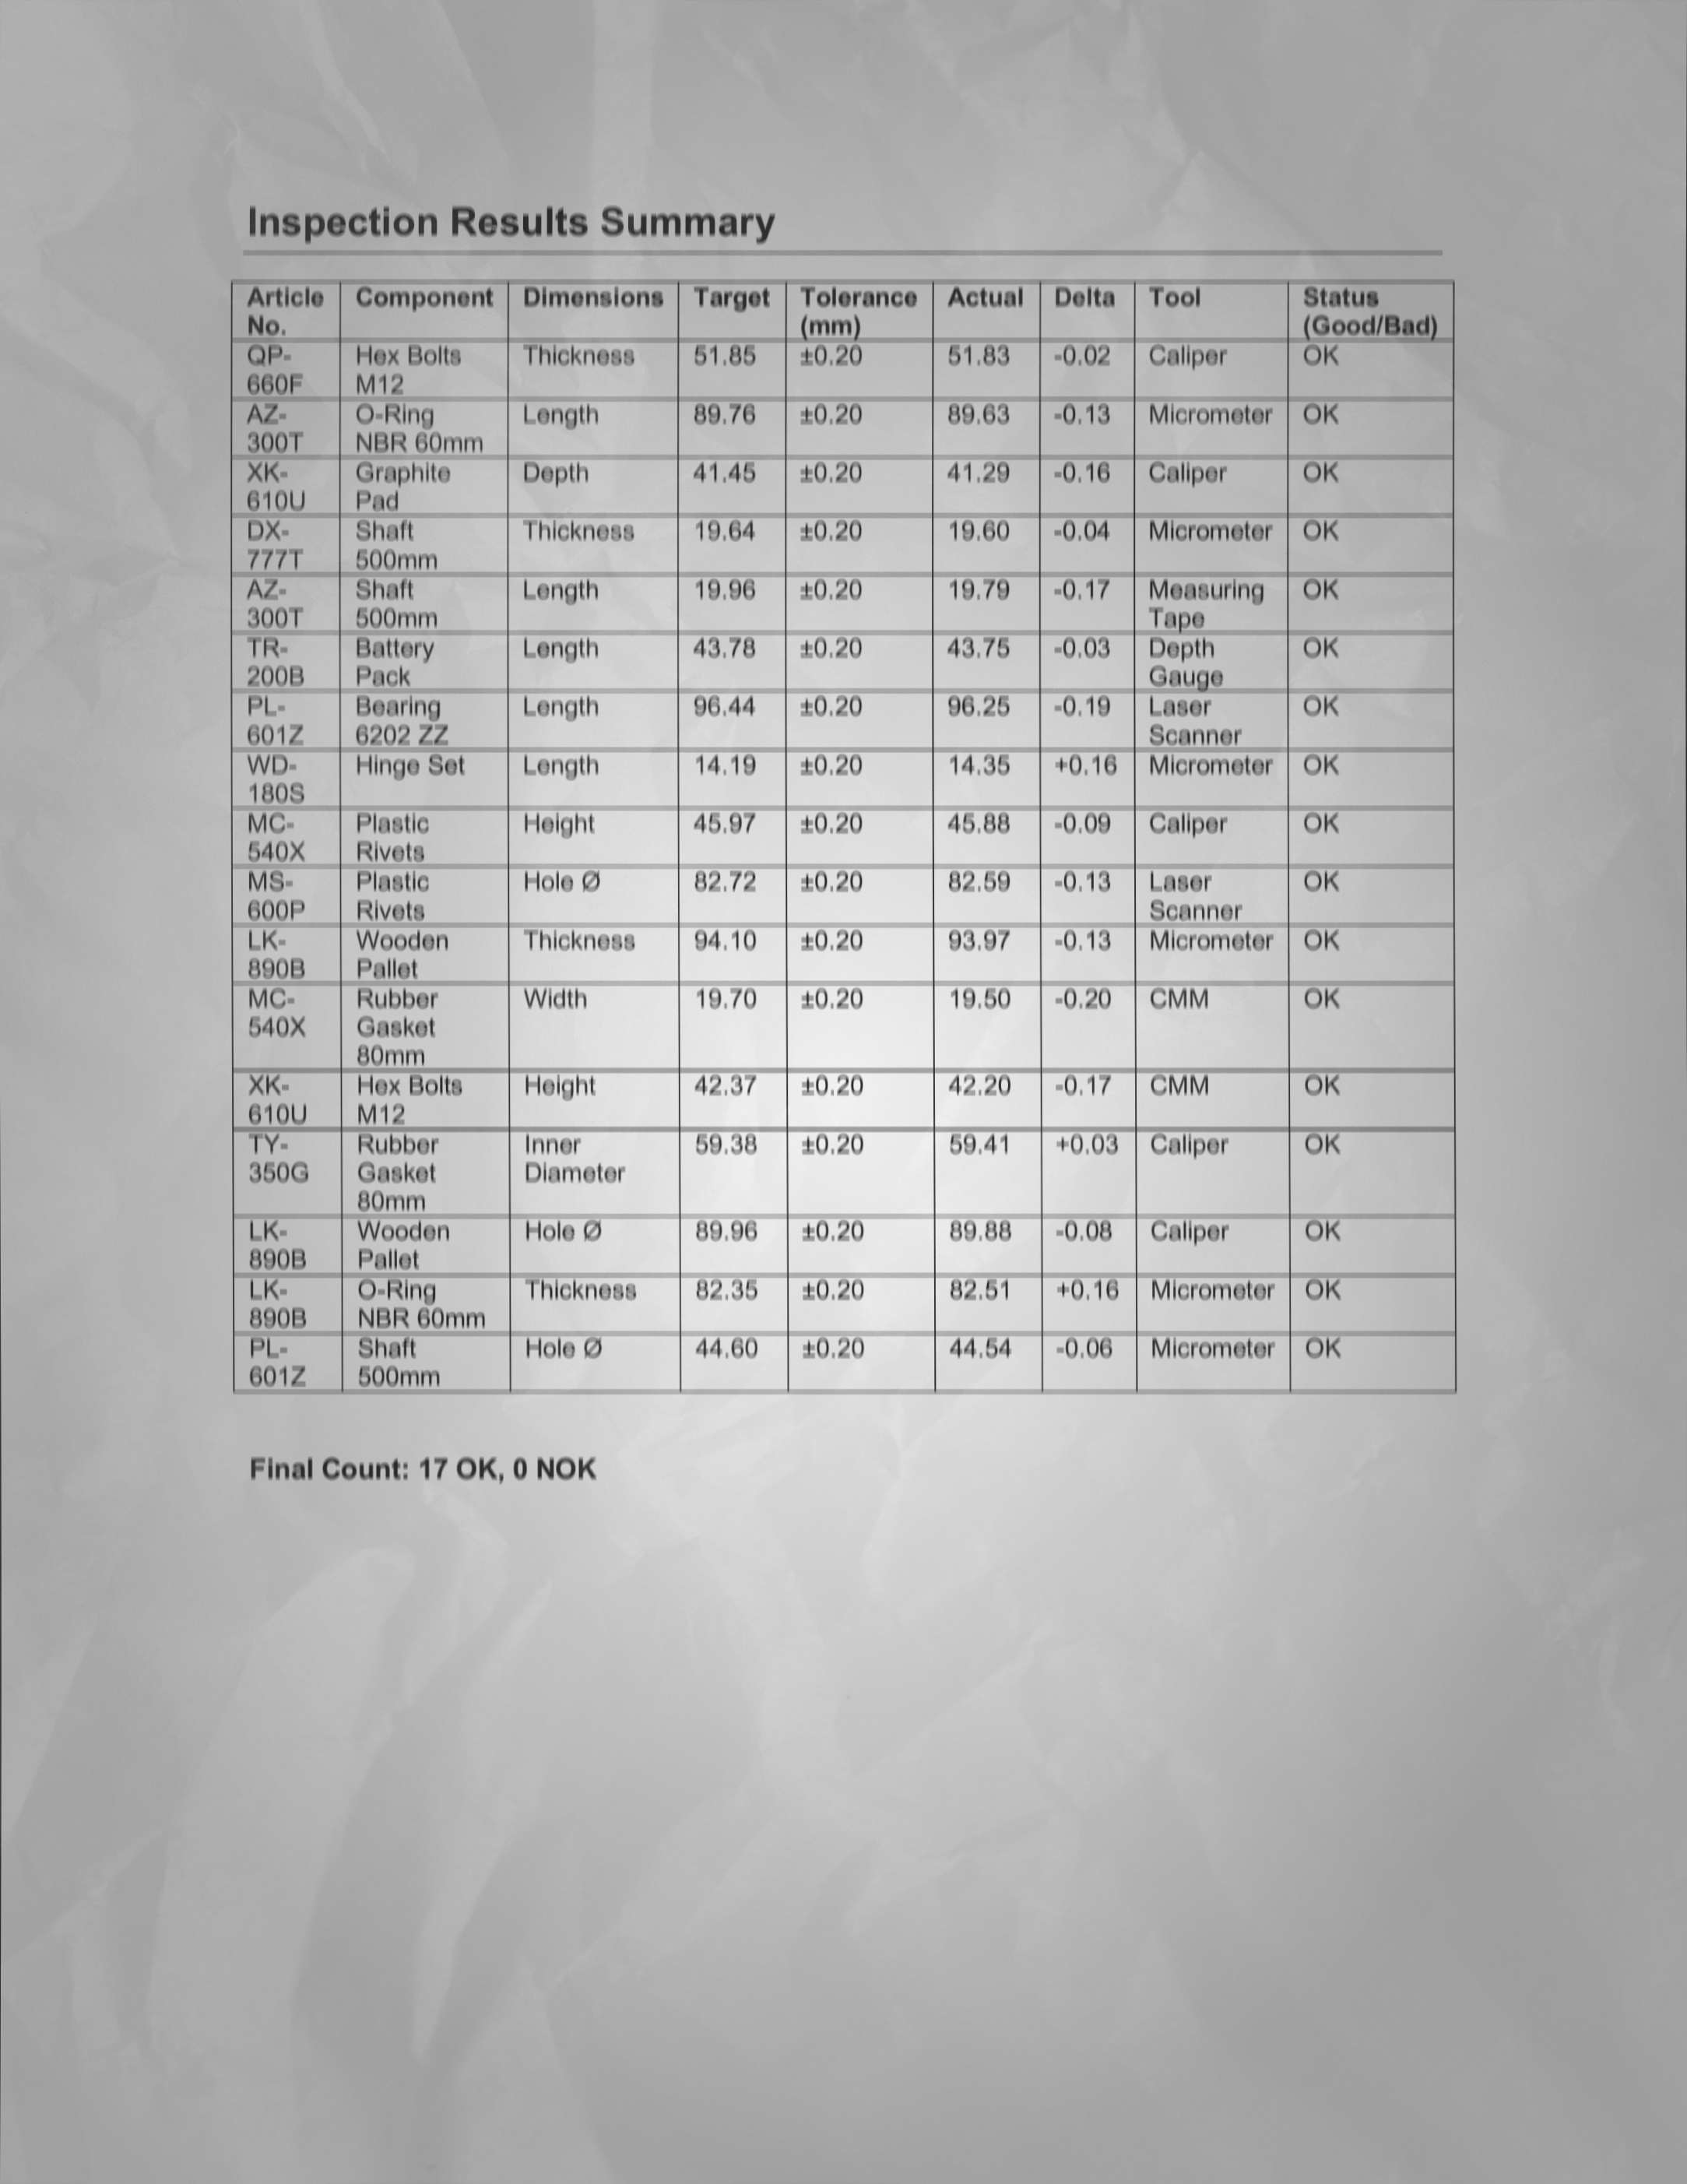 Inspection Results Summary
Article No. Component Dimensions Target Tolerance (mm) Actual Delta Tool Status (Good/Bad)
QP-660F Hex Bolts M12 Thickness 51.85 ±0.20 51.83 -0.02 Caliper OK
AZ-300T O-Ring NBR 60mm Length 89.76 ±0.20 89.63 -0.13 Micrometer OK
XK-610U Graphite Pad Depth 41.45 ±0.20 41.29 -0.16 Caliper OK
DX-777T Shaft 500mm Thickness 19.64 ±0.20 19.60 -0.04 Micrometer OK
AZ-300T Shaft 500mm Length 19.96 ±0.20 19.79 -0.17 Measuring Tape OK
TR-200B Battery Pack Length 43.78 ±0.20 43.75 -0.03 Depth Gauge OK
PL-601Z Bearing 6202 ZZ Length 96.44 ±0.20 96.25 -0.19 Laser Scanner OK
WD-180S Hinge Set Length 14.19 ±0.20 14.35 +0.16 Micrometer OK
MC-540X Plastic Rivets Height 45.97 ±0.20 45.88 -0.09 Caliper OK
MS-600P Plastic Rivets Hole Ø 82.72 ±0.20 82.59 -0.13 Laser Scanner OK
LK-890B Wooden Pallet Thickness 94.10 ±0.20 93.97 -0.13 Micrometer OK
MC-540X Rubber Gasket 80mm Width 19.70 ±0.20 19.50 -0.20 CMM OK
XK-610U Hex Bolts M12 Height 42.37 ±0.20 42.20 -0.17 CMM OK
TY-350G Rubber Gasket 80mm Inner Diameter 59.38 ±0.20 59.41 +0.03 Caliper OK
LK-890B Wooden Pallet Hole Ø 89.96 ±0.20 89.88 -0.08 Caliper OK
LK-890B O-Ring NBR 60mm Thickness 82.35 ±0.20 82.51 +0.16 Micrometer OK
PL-601Z Shaft 500mm Hole Ø 44.60 ±0.20 44.54 -0.06 Micrometer OK
Final Count: 17 OK, 0 NOK